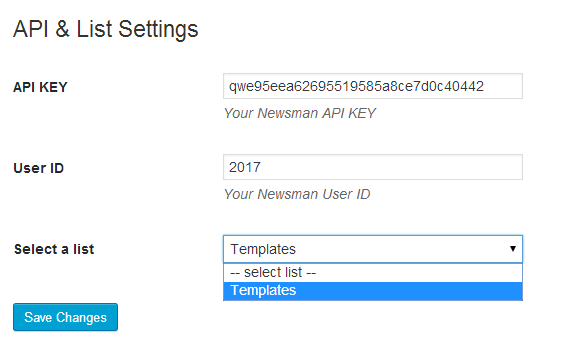 API & List Settings
API KEY
qwe95eea62695519585a8ce7d0c40442
Your Newsman API KEY
User ID
2017
Your Newsman User ID
Select a list
Templates
-- select list --
Templates
Save Changes